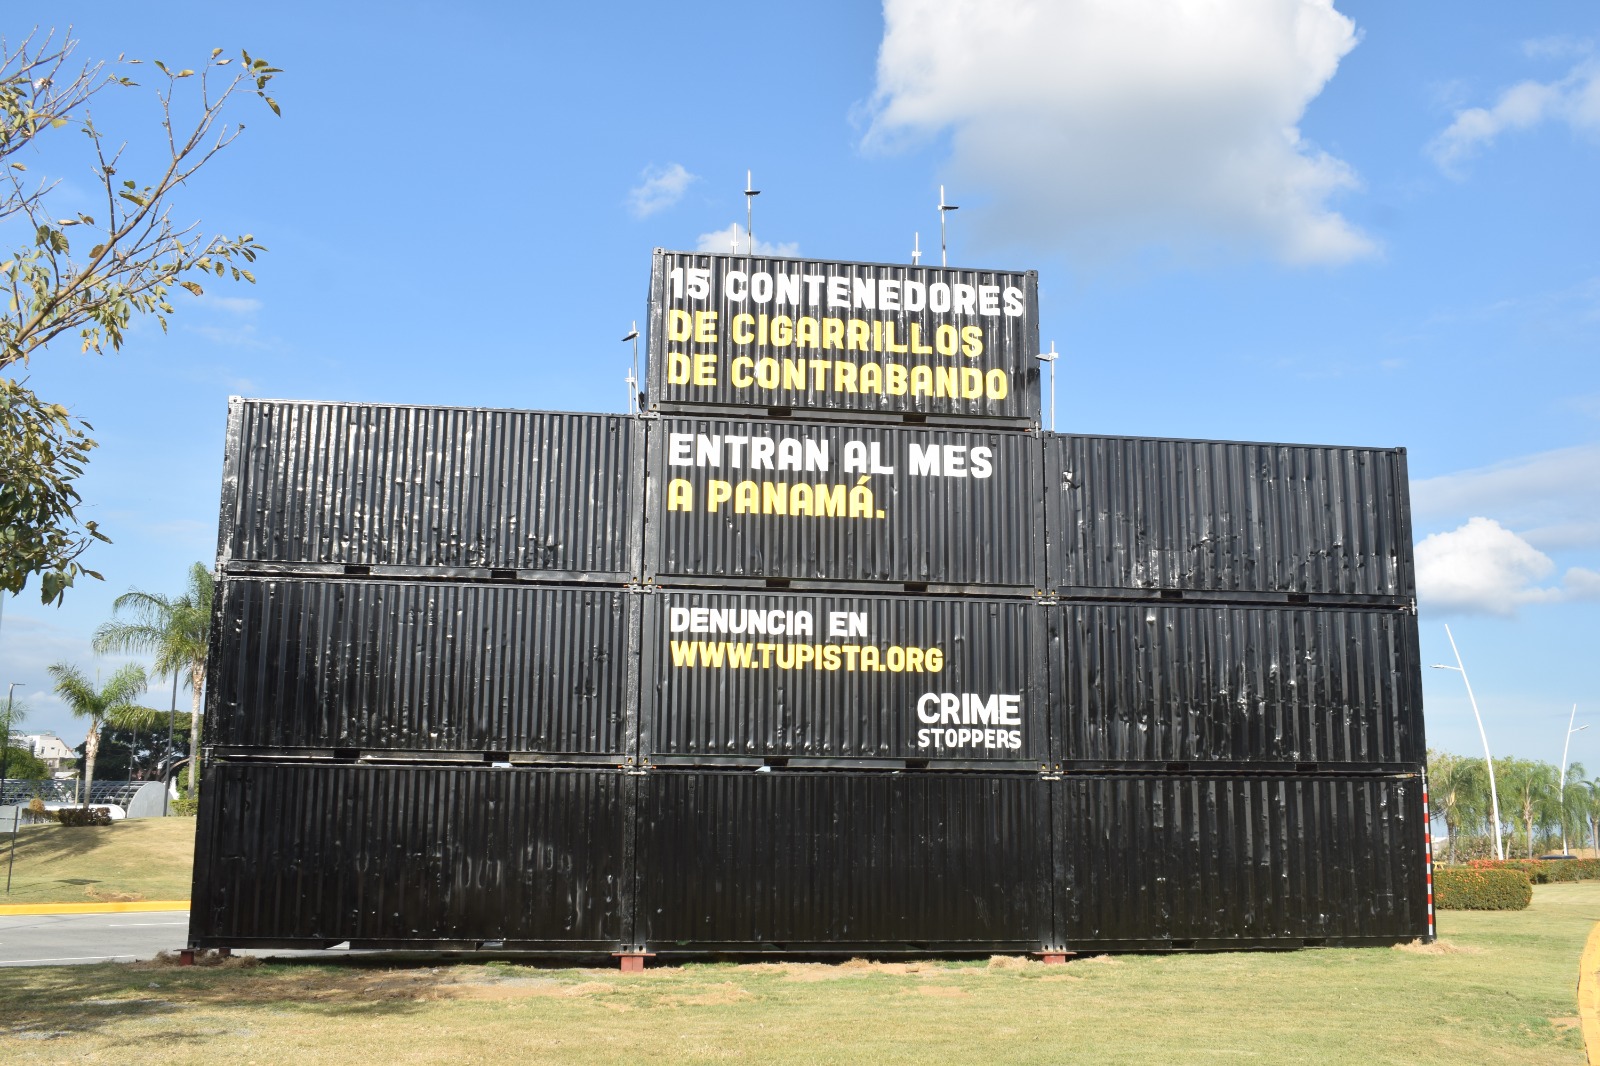 15 CONTENEDORES
DE CIGARRILLOS
DE CONTRABANDO
ENTRAN AL MES
A PANAMÁ.
DENUNCIA EN
WWW.TUPISTA.ORG
CRIME
STOPPERS